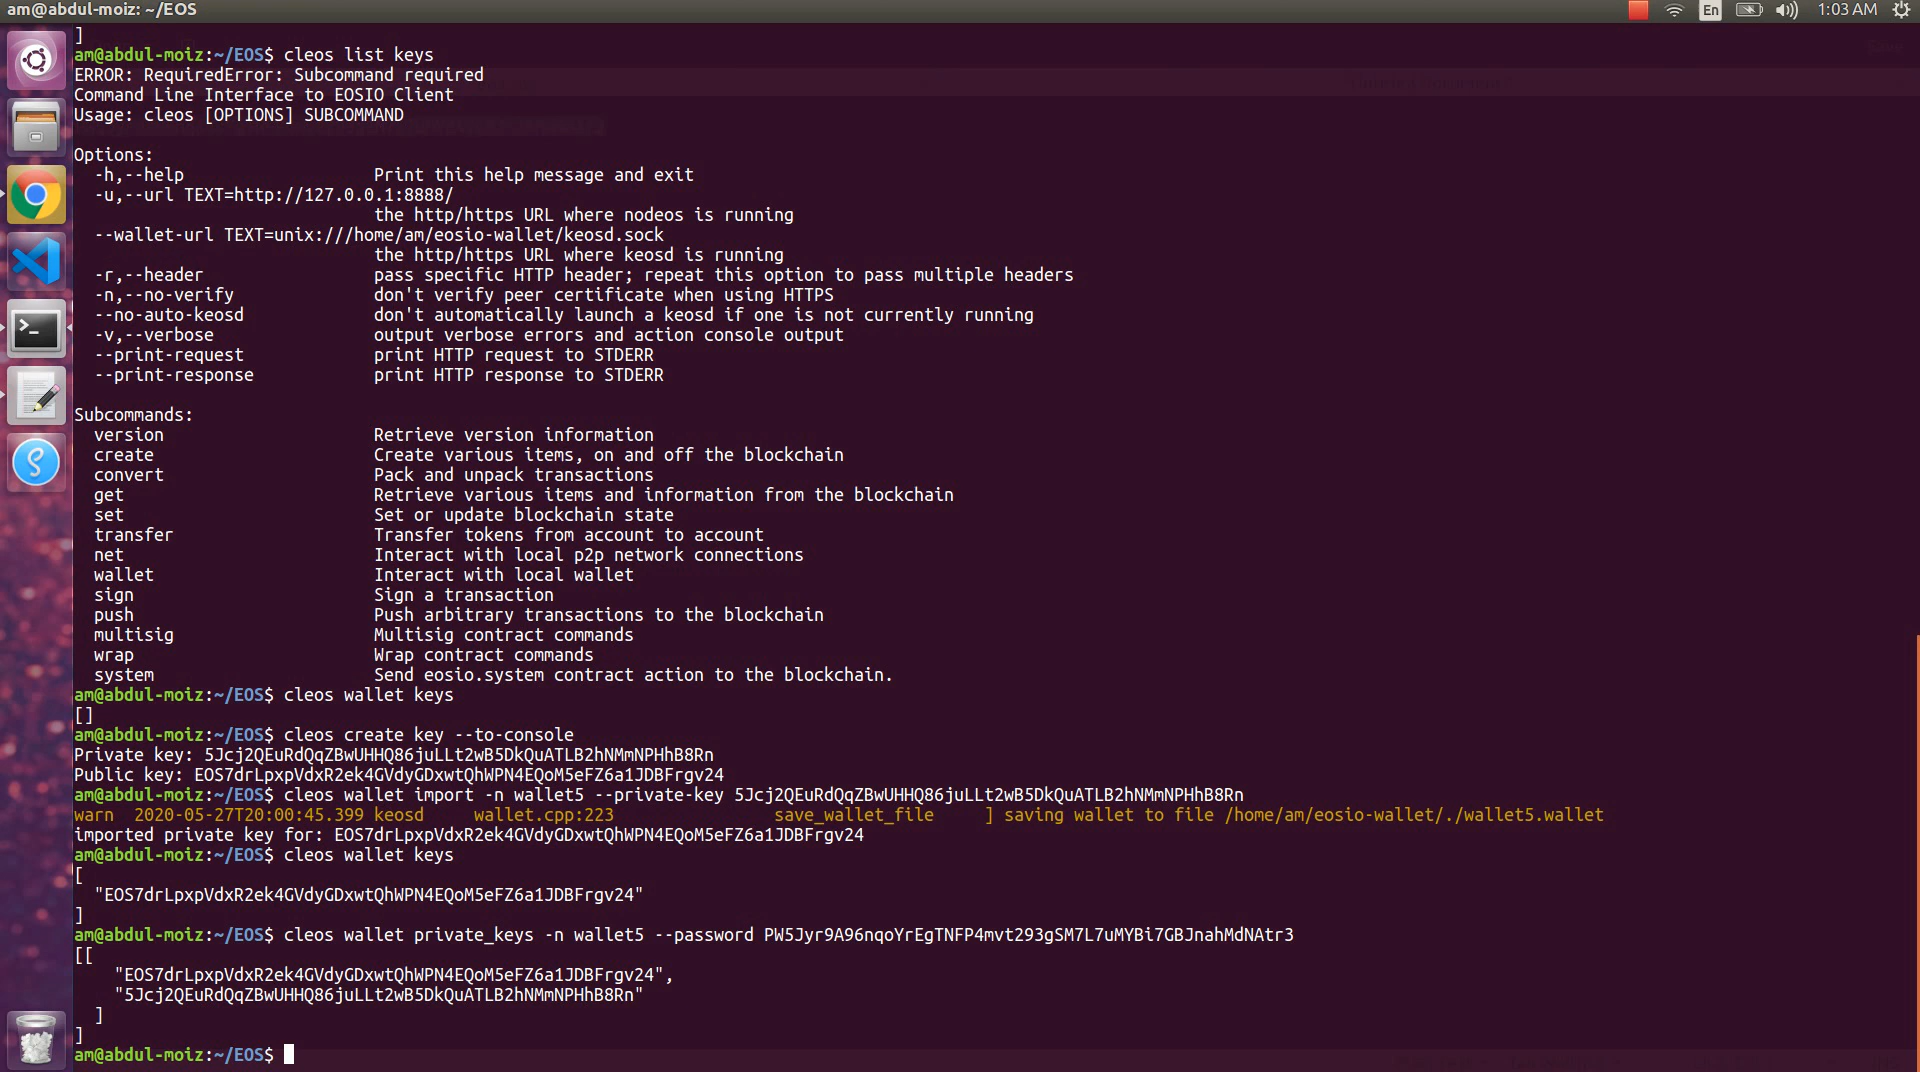 am@abdul-moiz: ~/EOS
En
1:03 AM
]
am@abdul-moiz:~/EOS$ cleos list keys
ERROR: RequiredError: Subcommand required
Command Line Interface to EOSIO Client
Usage: cleos [OPTIONS] SUBCOMMAND
Options:
-h,--help Print this help message and exit
-u,--url TEXT=http://127.0.0.1:8888/
the http/https URL where nodeos is running
--wallet-url TEXT=unix:///home/am/eosio-wallet/keosd.sock
the http/https URL where keosd is running
-r,--header pass specific HTTP header; repeat this option to pass multiple headers
-n,--no-verify don't verify peer certificate when using HTTPS
--no-auto-keosd don't automatically launch a keosd if one is not currently running
-v,--verbose output verbose errors and action console output
--print-request print HTTP request to STDERR
--print-response print HTTP response to STDERR
Subcommands:
version Retrieve version information
create Create various items, on and off the blockchain
convert Pack and unpack transactions
get Retrieve various items and information from the blockchain
set Set or update blockchain state
transfer Transfer tokens from account to account
net Interact with local p2p network connections
wallet Interact with local wallet
sign Sign a transaction
push Push arbitrary transactions to the blockchain
multisig Multisig contract commands
wrap Wrap contract commands
system Send eosio.system contract action to the blockchain.
am@abdul-moiz:~/EOS$ cleos wallet keys
[]
am@abdul-moiz:~/EOS$ cleos create key --to-console
Private key: 5Jcj2QEuRdQqZBwUHHQ86juLLt2wB5DkQuATLB2hNMmNPHhB8Rn
Public key: EOS7drLpxpVdxR2ek4GVdyGDxwtQhWPN4EQoM5eFZ6a1JDBFrgv24
am@abdul-moiz:~/EOS$ cleos wallet import -n wallet5 --private-key 5Jcj2QEuRdQqZBwUHHQ86juLLt2wB5DkQuATLB2hNMmNPHhB8Rn
warn 2020-05-27T20:00:45.399 keosd wallet.cpp:223 save_wallet_file ] saving wallet to file /home/am/eosio-wallet/./wallet5.wallet
imported private key for: EOS7drLpxpVdxR2ek4GVdyGDxwtQhWPN4EQoM5eFZ6a1JDBFrgv24
am@abdul-moiz:~/EOS$ cleos wallet keys
[
"EOS7drLpxpVdxR2ek4GVdyGDxwtQhWPN4EQoM5eFZ6a1JDBFrgv24"
]
am@abdul-moiz:~/EOS$ cleos wallet private_keys -n wallet5 --password PW5Jyr9A96nqoYrEgTNFP4mvt293gSM7L7uMYBi7GBJnahMdNAtr3
[[
"EOS7drLpxpVdxR2ek4GVdyGDxwtQhWPN4EQoM5eFZ6a1JDBFrgv24",
"5Jcj2QEuRdQqZBwUHHQ86juLLt2wB5DkQuATLB2hNMmNPHhB8Rn"
]
]
am@abdul-moiz:~/EOS$